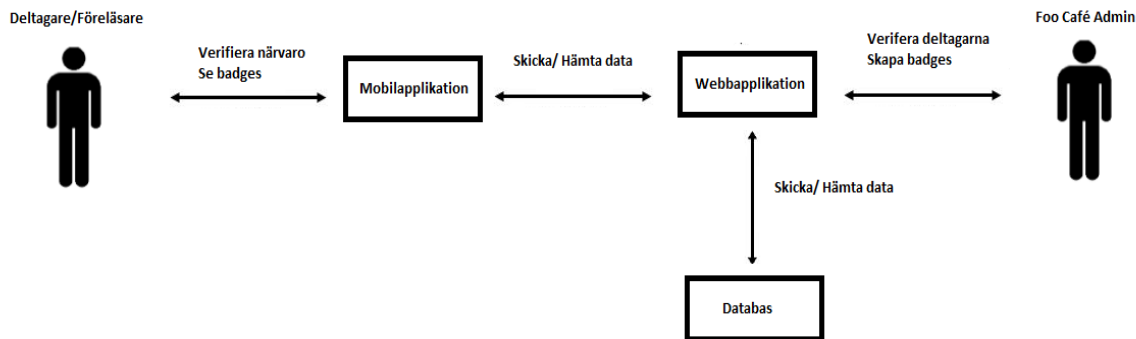 Deltagare/Föreläsare
Foo Café Admin
Verifiera närvaro
Se badges
Skicka/ Hämta data
Verifera deltagarna
Skapa badges
Mobilapplikation
Webbapplikation
Skicka/ Hämta data
Databas